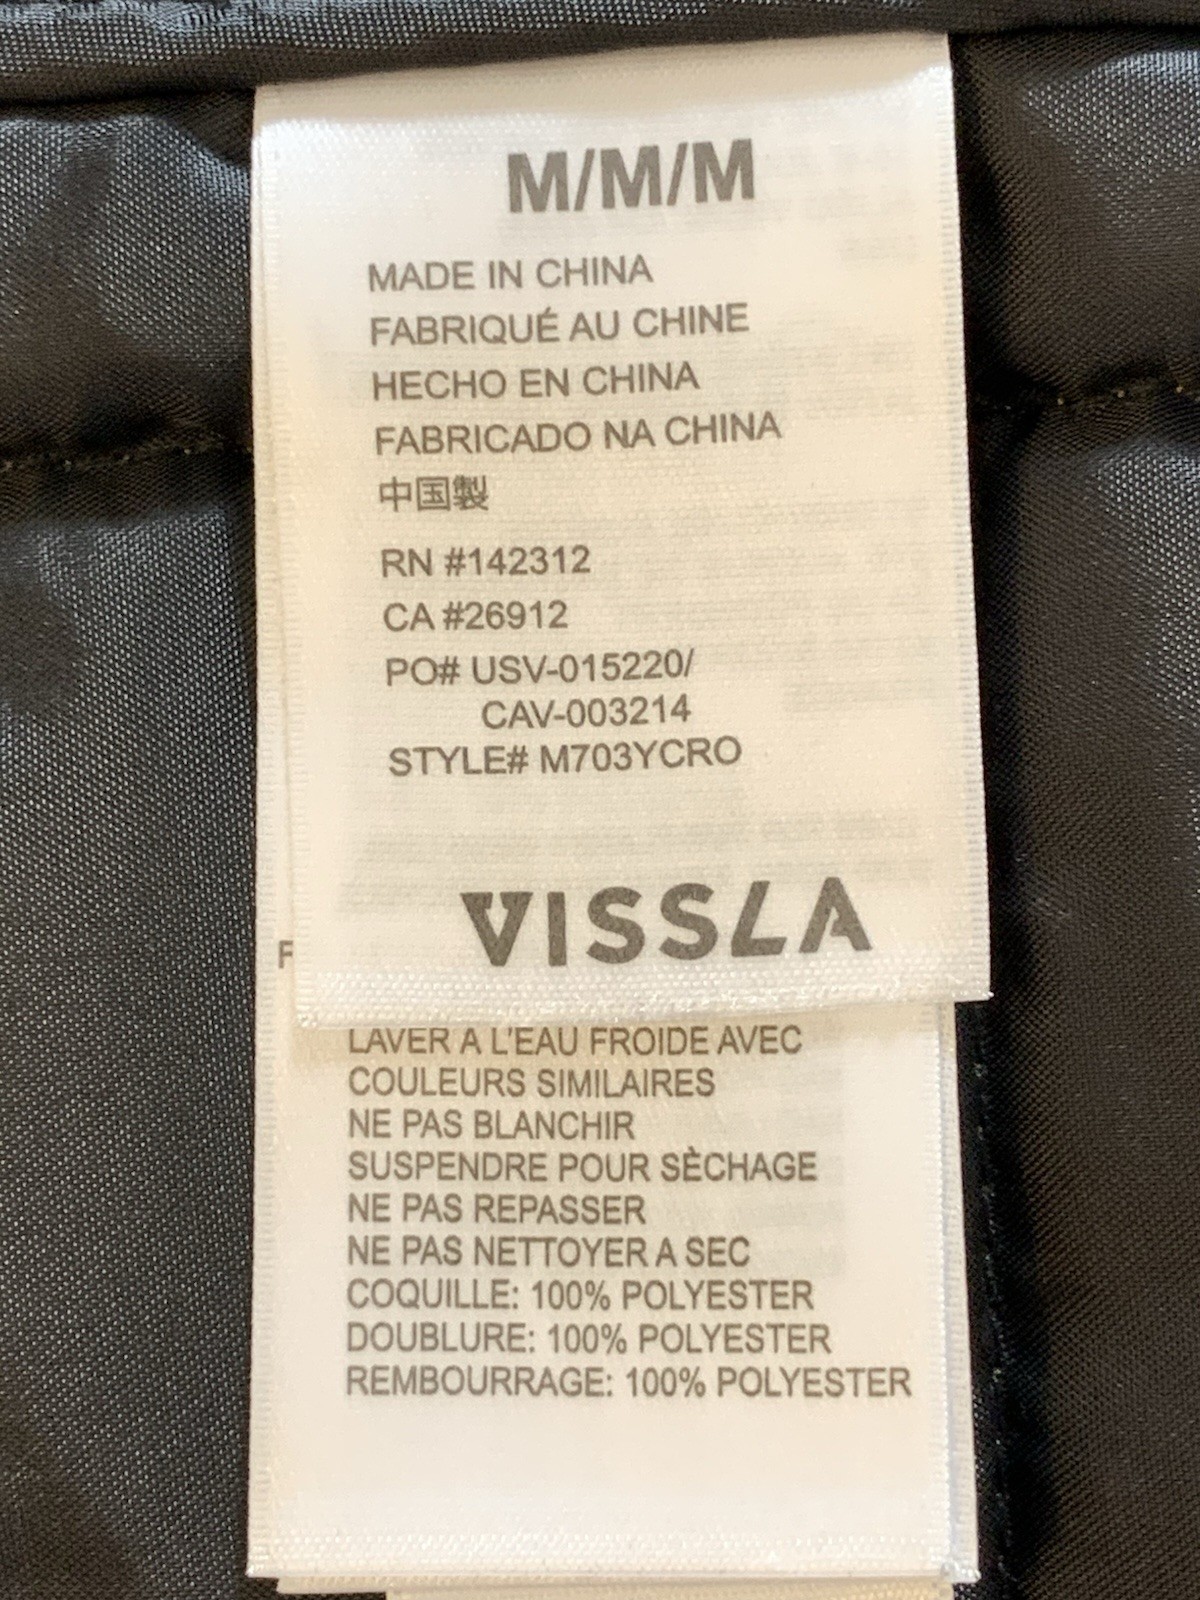 M/M/M
MADE IN CHINA
FABRIQUÉ AU CHINE
HECHO EN CHINA
FABRICADO NA CHINA
中国製
RN #142312
CA #26912
PO# USV-015220/
CAV-003214
STYLE# M703YCRO
VISSLA
F
LAVER A L'EAU FROIDE AVEC
COULEURS SIMILAIRES
NE PAS BLANCHIR
SUSPENDRE POUR SÈCHAGE
NE PAS REPASSER
NE PAS NETTOYER A SEC
COQUILLE: 100% POLYESTER
DOUBLURE: 100% POLYESTER
REMBOURRAGE: 100% POLYESTER